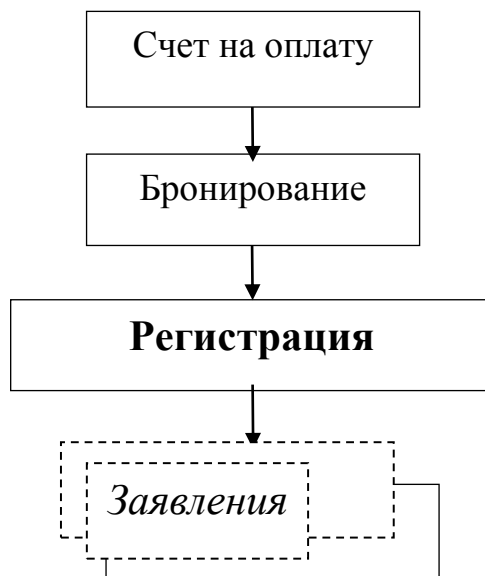 Счет на оплату
Бронирование
Регистрация
Заявления